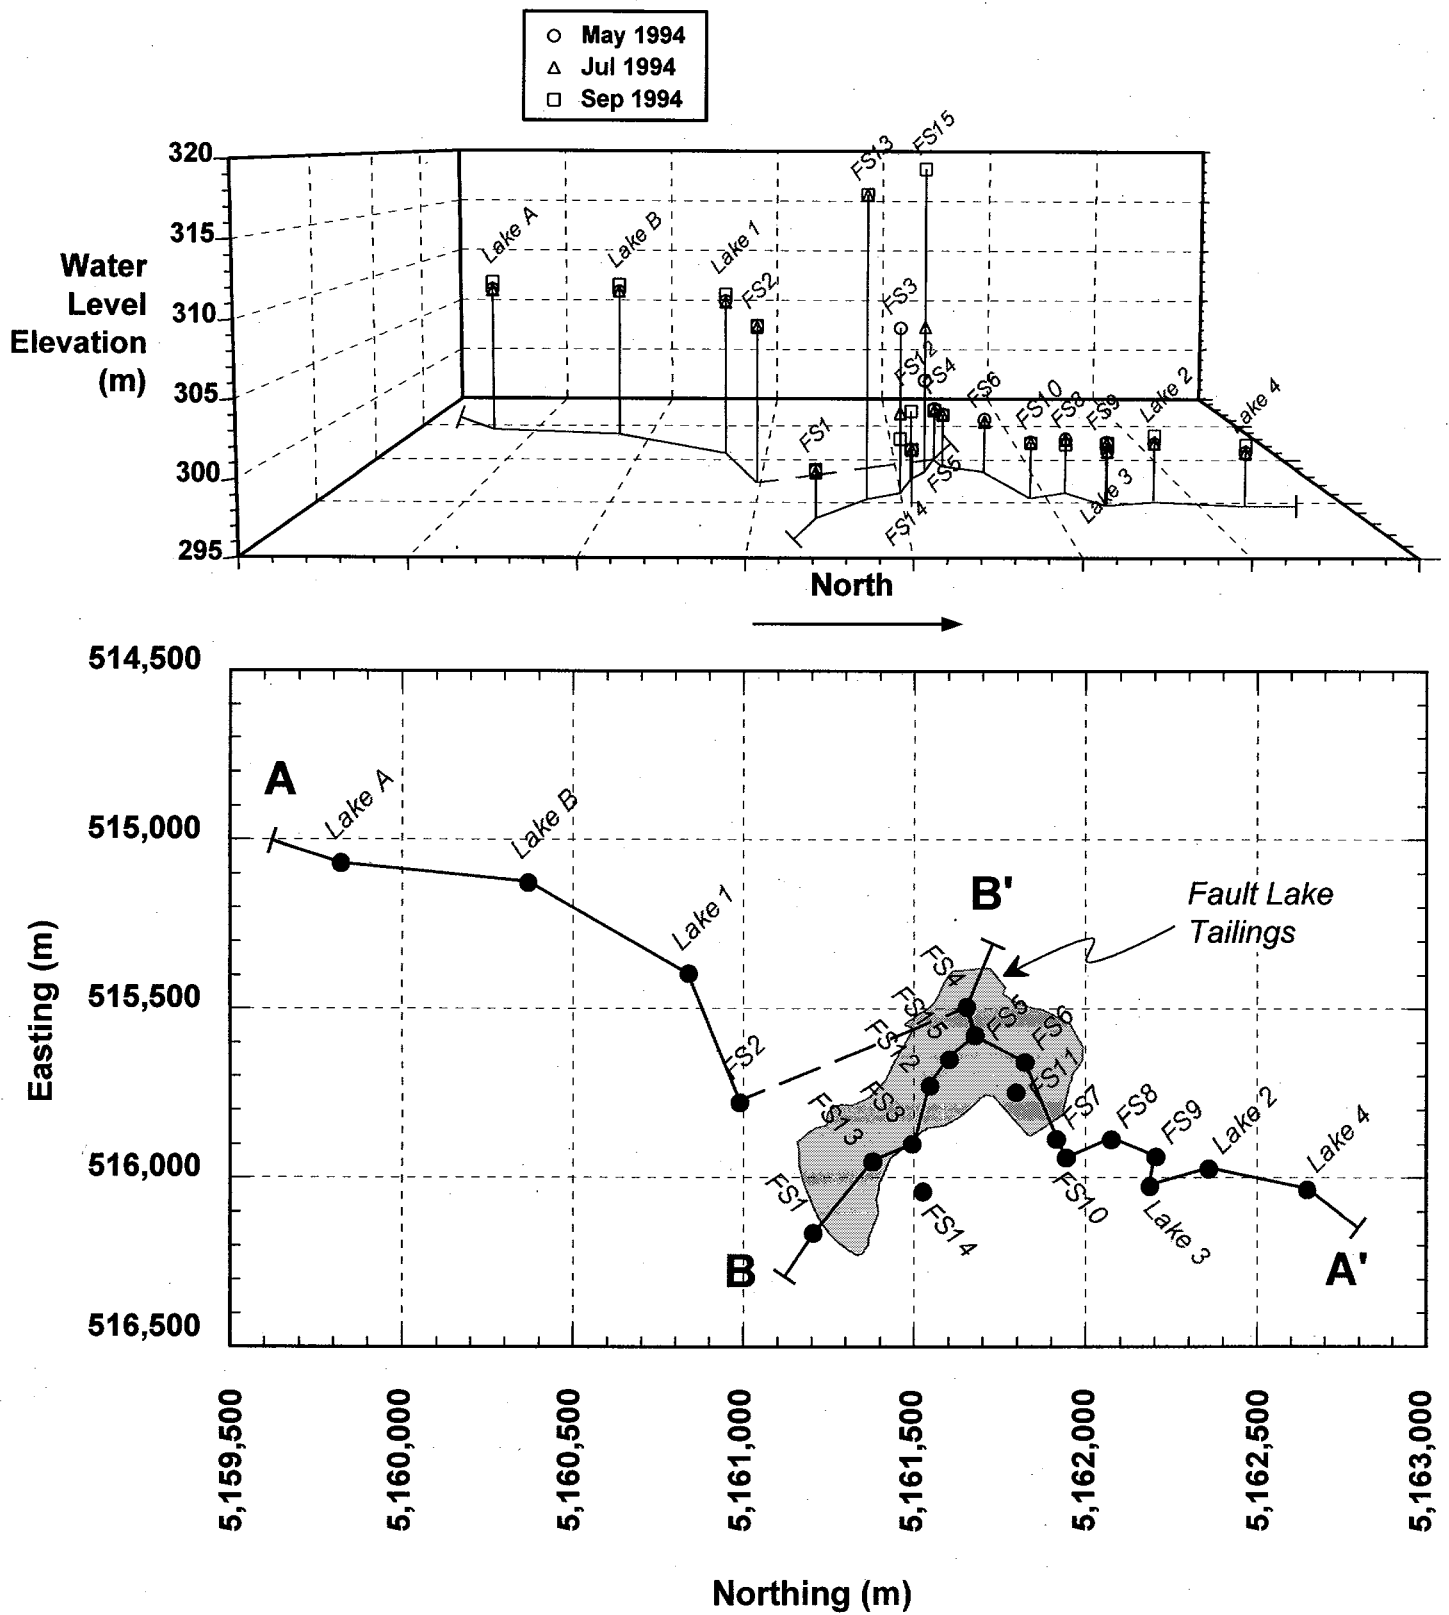 May 1994
Jul 1994
Sep 1994
320
315
310
305
300
295
Water
Level
Elevation
(m)
Lake A
Lake B
Lake 1
FS2
FS1
FS13
FS15
FS3
FS12
FS4
FS6
FS5
FS14
FS10
FS8
FS9
Lake 3
Lake 2
Lake 4
North
514,500
515,000
515,500
516,000
516,500
Easting (m)
A
Lake A
Lake B
Lake 1
FS2
B'
Fault Lake
Tailings
FS4
FS15
FS12
FS3
FS13
FS1
FS5
FS6
FS11
FS7
FS8
FS9
Lake 2
Lake 4
FS14
FS10
Lake 3
B
A'
5,159,500
5,160,000
5,160,500
5,161,000
5,161,500
5,162,000
5,162,500
5,163,000
Northing (m)